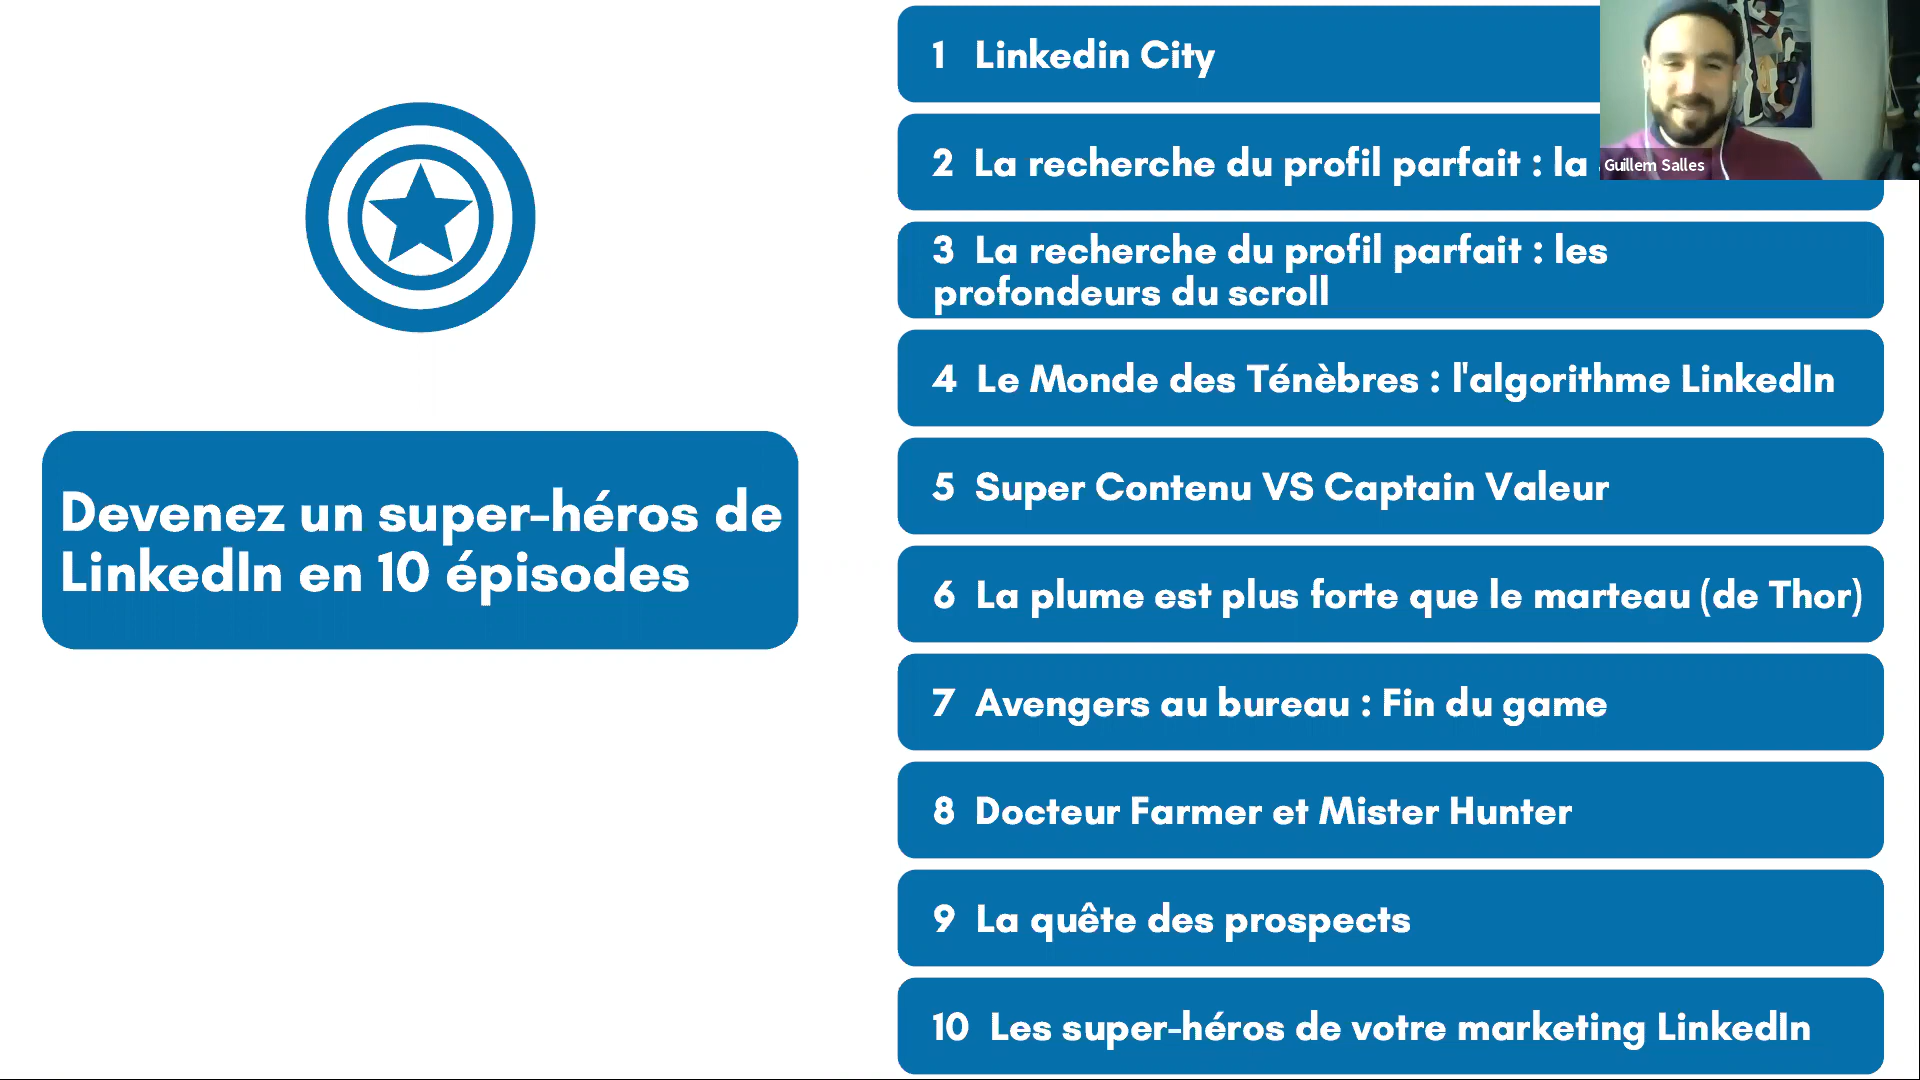 Devenez un super-héros de
LinkedIn en 10 épisodes
1 Linkedin City
2 La recherche du profil parfait : la
3 La recherche du profil parfait : les
profondeurs du scroll
4 Le Monde des Ténèbres : l'algorithme LinkedIn
5 Super Contenu VS Captain Valeur
6 La plume est plus forte que le marteau (de Thor)
7 Avengers au bureau : Fin du game
8 Docteur Farmer et Mister Hunter
9 La quête des prospects
10 Les super-héros de votre marketing LinkedIn
Guillem Salles